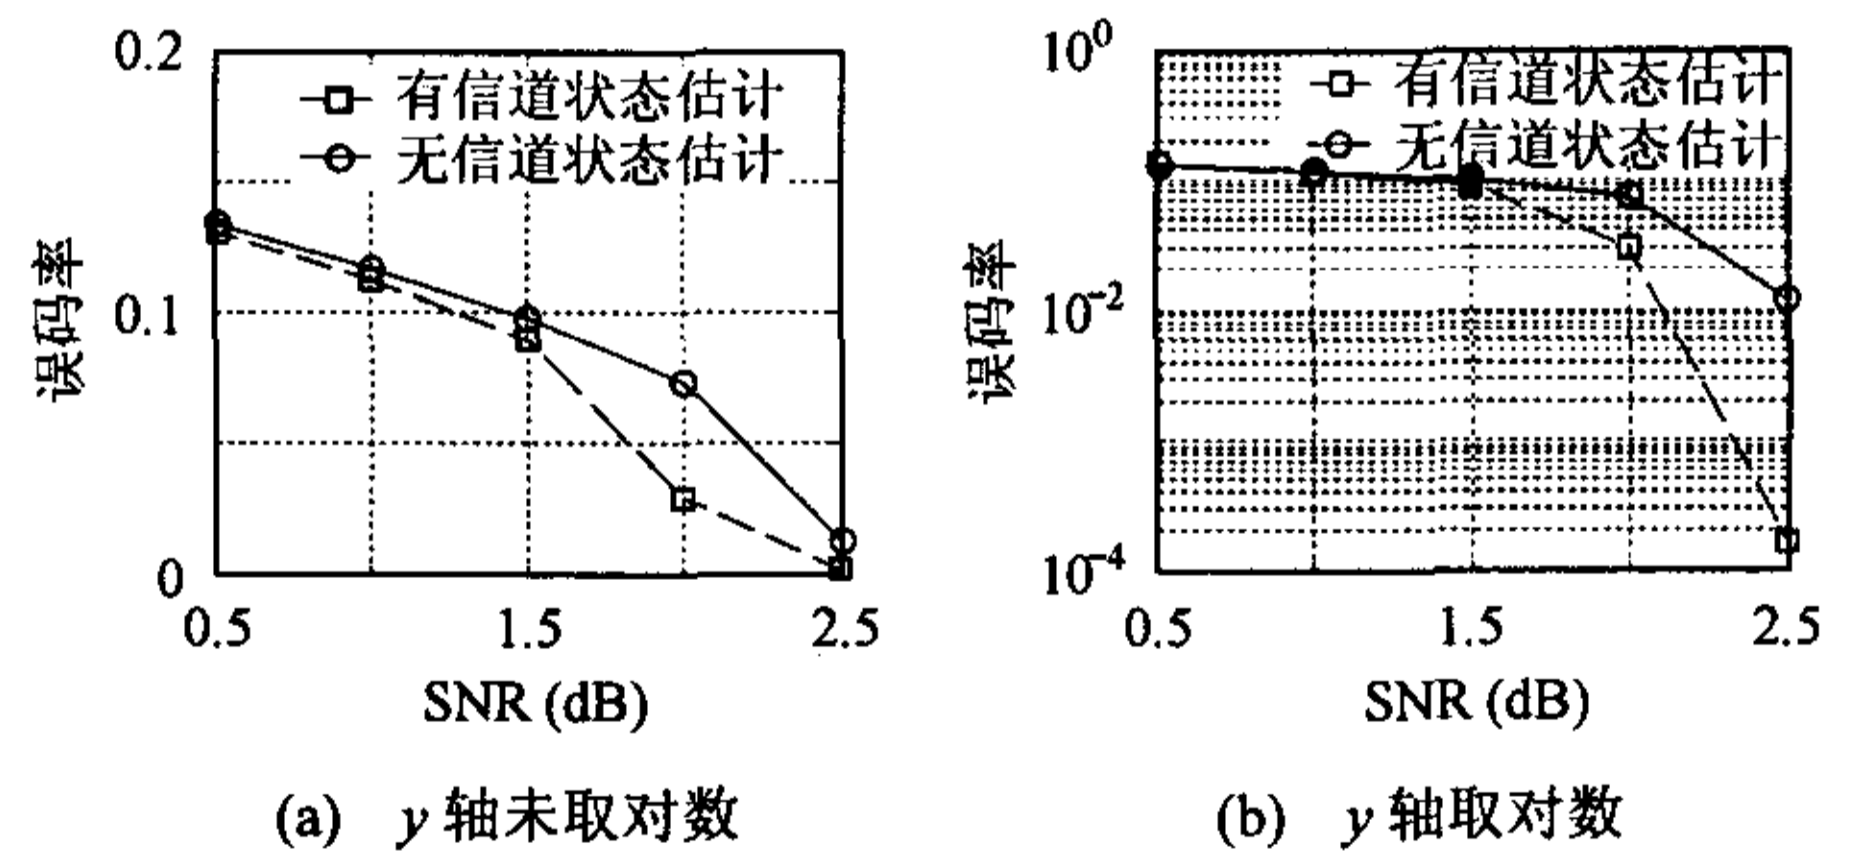 0.2
有信道状态估计
无信道状态估计
误码率
0.1
0
0.5 1.5 2.5
SNR (dB)
(a) y 轴未取对数
10⁰
有信道状态估计
无信道状态估计
误码率
10⁻²
10⁻⁴
0.5 1.5 2.5
SNR (dB)
(b) y 轴取对数